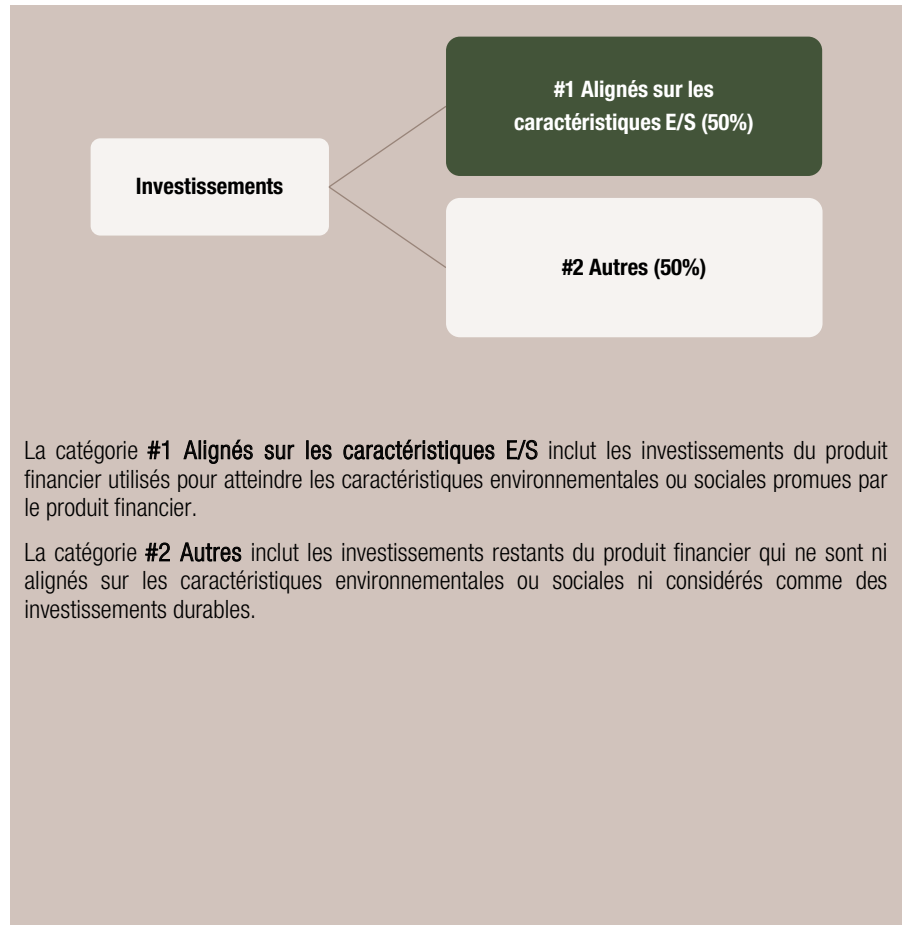 #1 Alignés sur les
caractéristiques E/S (50%)
Investissements
#2 Autres (50%)
La catégorie #1 Alignés sur les caractéristiques E/S inclut les investissements du produit
financier utilisés pour atteindre les caractéristiques environnementales ou sociales promues par
le produit financier.
La catégorie #2 Autres inclut les investissements restants du produit financier qui ne sont ni
alignés sur les caractéristiques environnementales ou sociales ni considérés comme des
investissements durables.